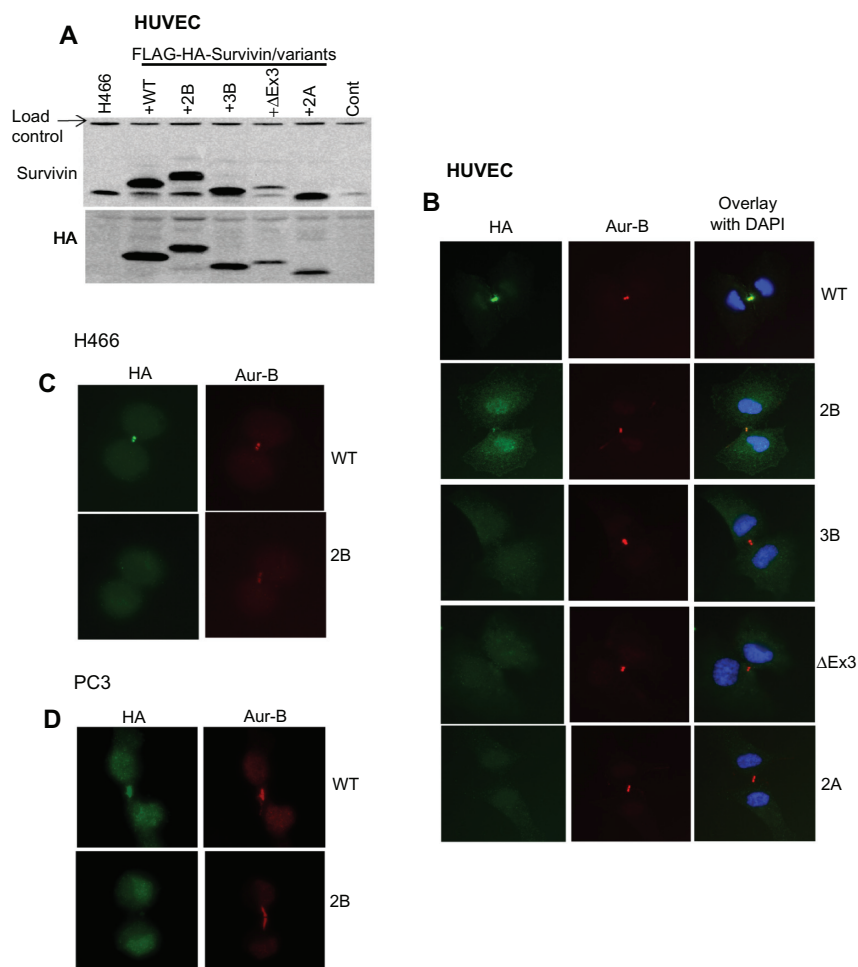 HUVEC
A
FLAG-HA-Survivin/variants
H466
+WT
+2B
+3B
+ΔEx3
+2A
Cont
Load control
Survivin
HA
HUVEC
B
HA
Aur-B
Overlay with DAPI
WT
2B
3B
ΔEx3
2A
H466
C
HA
Aur-B
WT
2B
PC3
D
HA
Aur-B
WT
2B